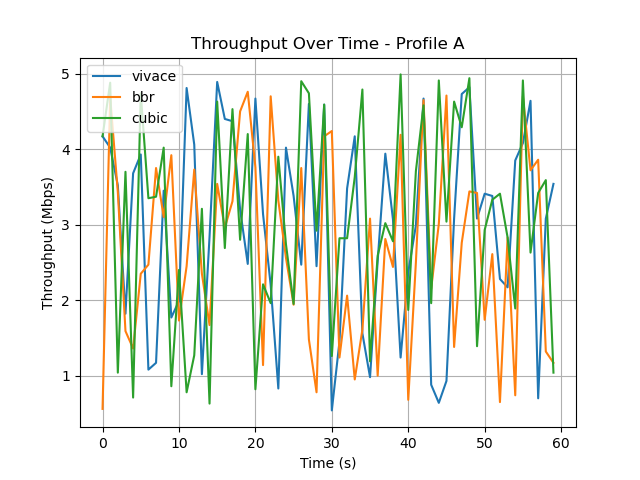 Throughput Over Time - Profile A
vivace
bbr
cubic
Throughput (Mbps)
5
4
3
2
1
0 10 20 30 40 50 60
Time (s)